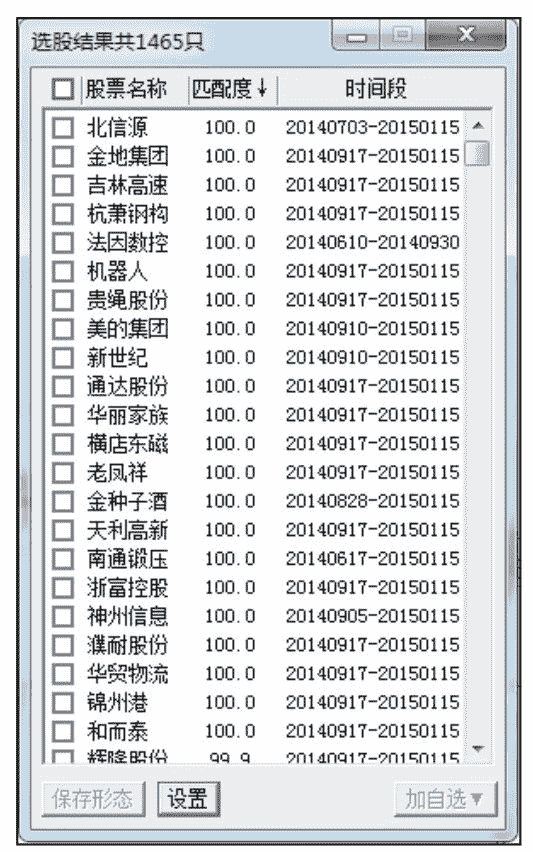 选股结果共1465只
股票名称 匹配度↓ 时间段
北信源 100.0 20140703-20150115
金地集团 100.0 20140917-20150115
吉林高速 100.0 20140917-20150115
杭萧钢构 100.0 20140917-20150115
法因数控 100.0 20140610-20140930
机器人 100.0 20140917-20150115
贵绳股份 100.0 20140917-20150115
美的集团 100.0 20140910-20150115
新世纪 100.0 20140910-20150115
通达股份 100.0 20140917-20150115
华丽家族 100.0 20140917-20150115
横店东磁 100.0 20140917-20150115
老凤祥 100.0 20140917-20150115
金种子酒 100.0 20140828-20150115
天利高新 100.0 20140917-20150115
南通锻压 100.0 20140617-20150115
浙富控股 100.0 20140917-20150115
神州信息 100.0 20140905-20150115
濮耐股份 100.0 20140917-20150115
华贸物流 100.0 20140917-20150115
锦州港 100.0 20140917-20150115
和而泰 100.0 20140917-20150115
辉隆股份 99.9 20140917-20150115
保存形态 设置 加自选▼